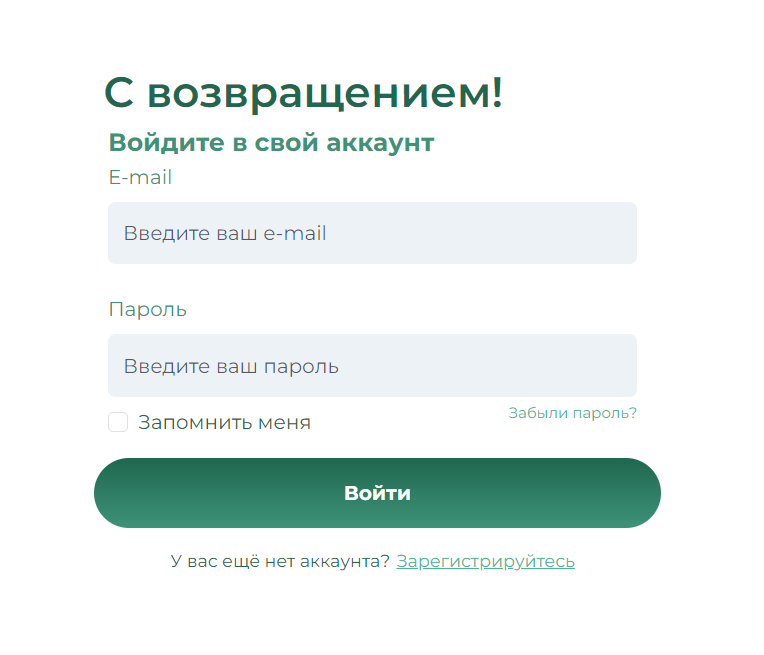 С возвращением!
Войдите в свой аккаунт
E-mail
Введите ваш e-mail
Пароль
Введите ваш пароль
Запомнить меня
Забыли пароль?
Войти
У вас ещё нет аккаунта? Зарегистрируйтесь